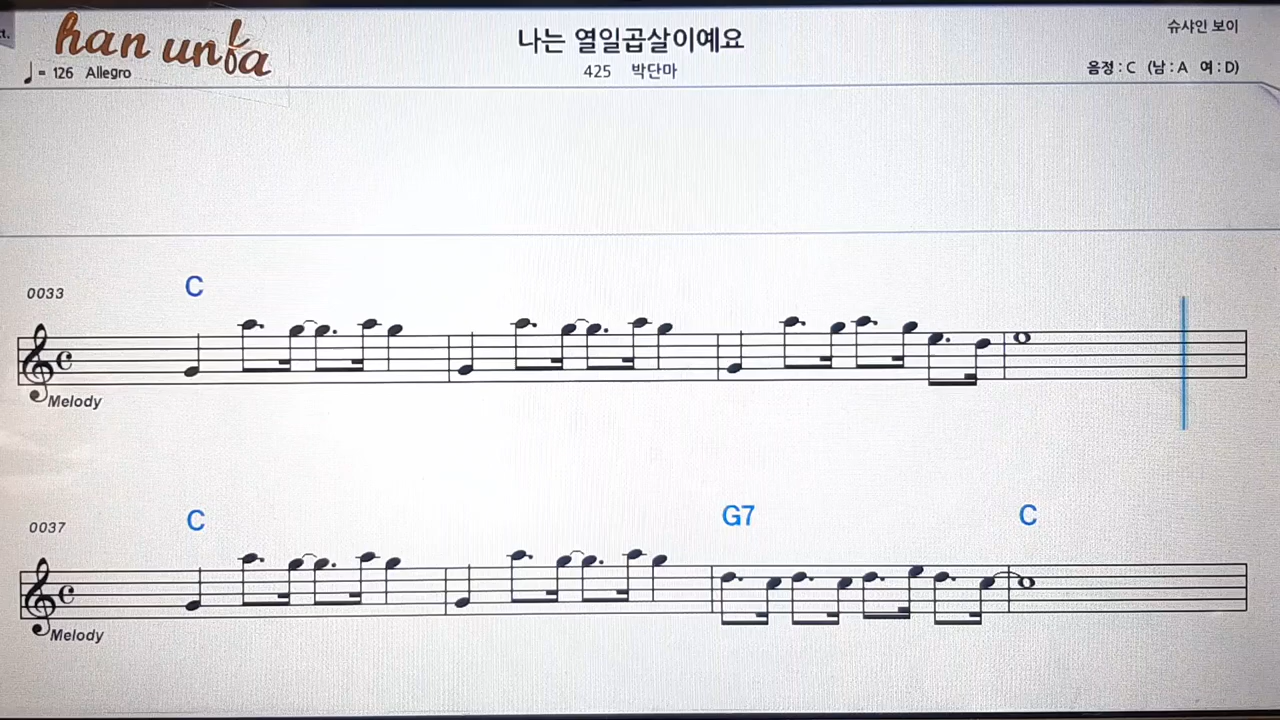 han unba
♩= 126 Allegro
나는 열일곱살이예요
425 박단마
슈샤인 보이
음정 : C (남 : A 여 : D)
0033
C
Melody
0037
C G7 C
Melody